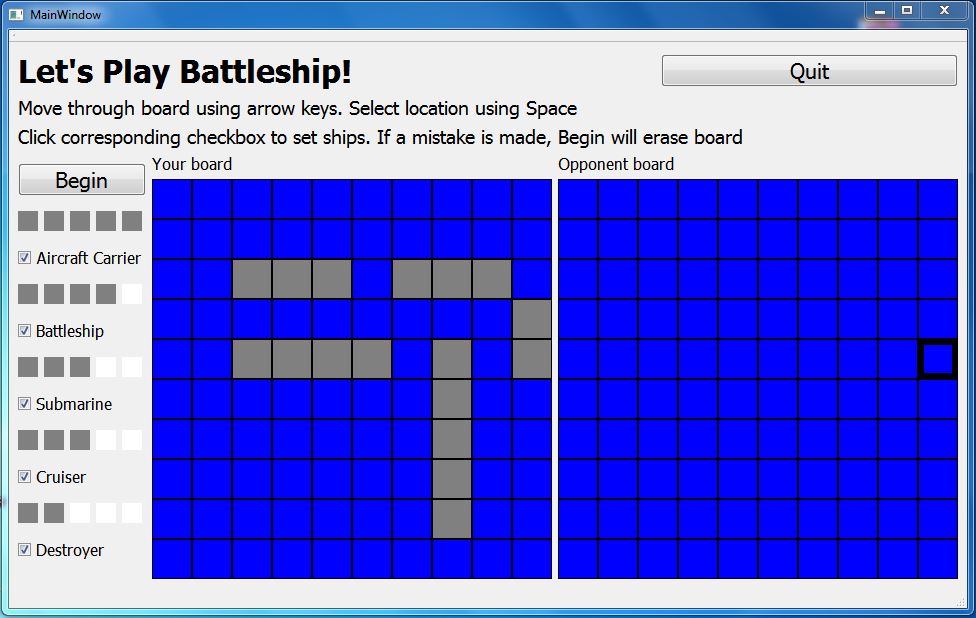 MainWindow
Let's Play Battleship!
Quit
Move through board using arrow keys. Select location using Space
Click corresponding checkbox to set ships. If a mistake is made, Begin will erase board
Begin
Your board
Opponent board
Aircraft Carrier
Battleship
Submarine
Cruiser
Destroyer